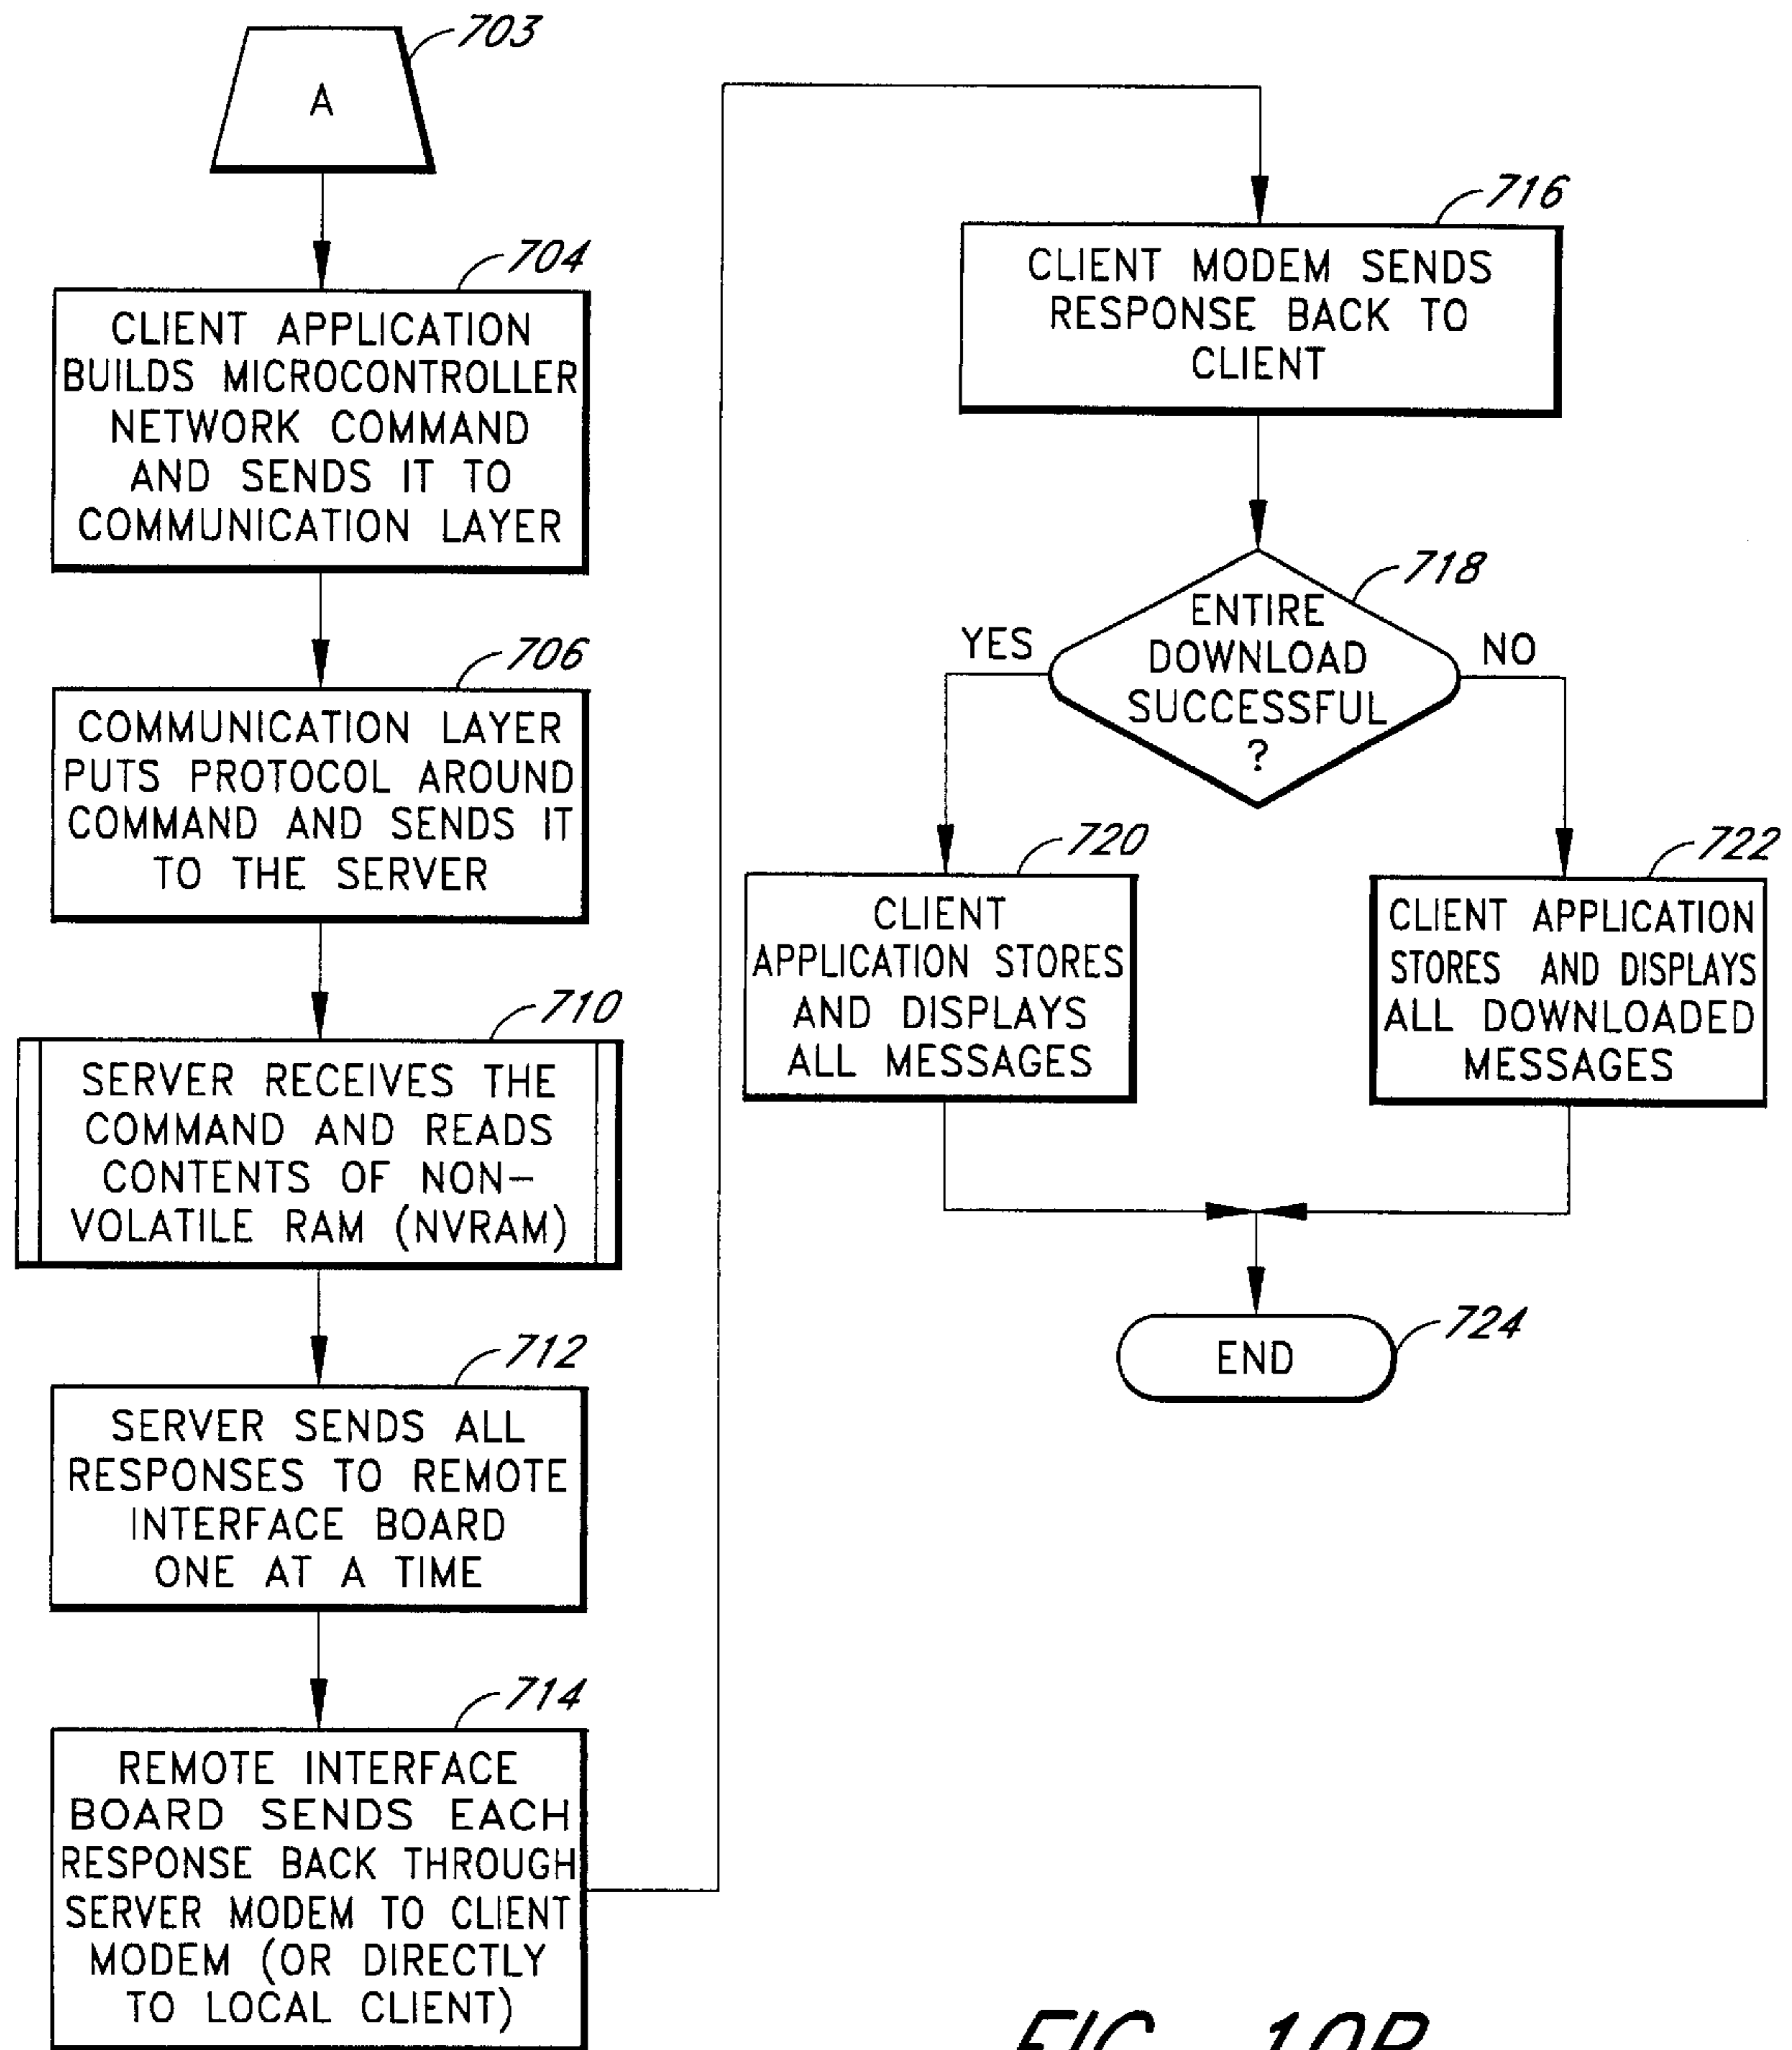 703
A
704
CLIENT APPLICATION
BUILDS MICROCONTROLLER
NETWORK COMMAND
AND SENDS IT TO
COMMUNICATION LAYER
706
COMMUNICATION LAYER
PUTS PROTOCOL AROUND
COMMAND AND SENDS IT
TO THE SERVER
710
SERVER RECEIVES THE
COMMAND AND READS
CONTENTS OF NON-
VOLATILE RAM (NVRAM)
712
SERVER SENDS ALL
RESPONSES TO REMOTE
INTERFACE BOARD
ONE AT A TIME
714
REMOTE INTERFACE
BOARD SENDS EACH
RESPONSE BACK THROUGH
SERVER MODEM TO CLIENT
MODEM (OR DIRECTLY
TO LOCAL CLIENT)
716
CLIENT MODEM SENDS
RESPONSE BACK TO
CLIENT
718
ENTIRE
DOWNLOAD
SUCCESSFUL
?
YES
NO
720
CLIENT
APPLICATION STORES
AND DISPLAYS
ALL MESSAGES
722
CLIENT APPLICATION
STORES AND DISPLAYS
ALL DOWNLOADED
MESSAGES
724
END
FIG. 10B